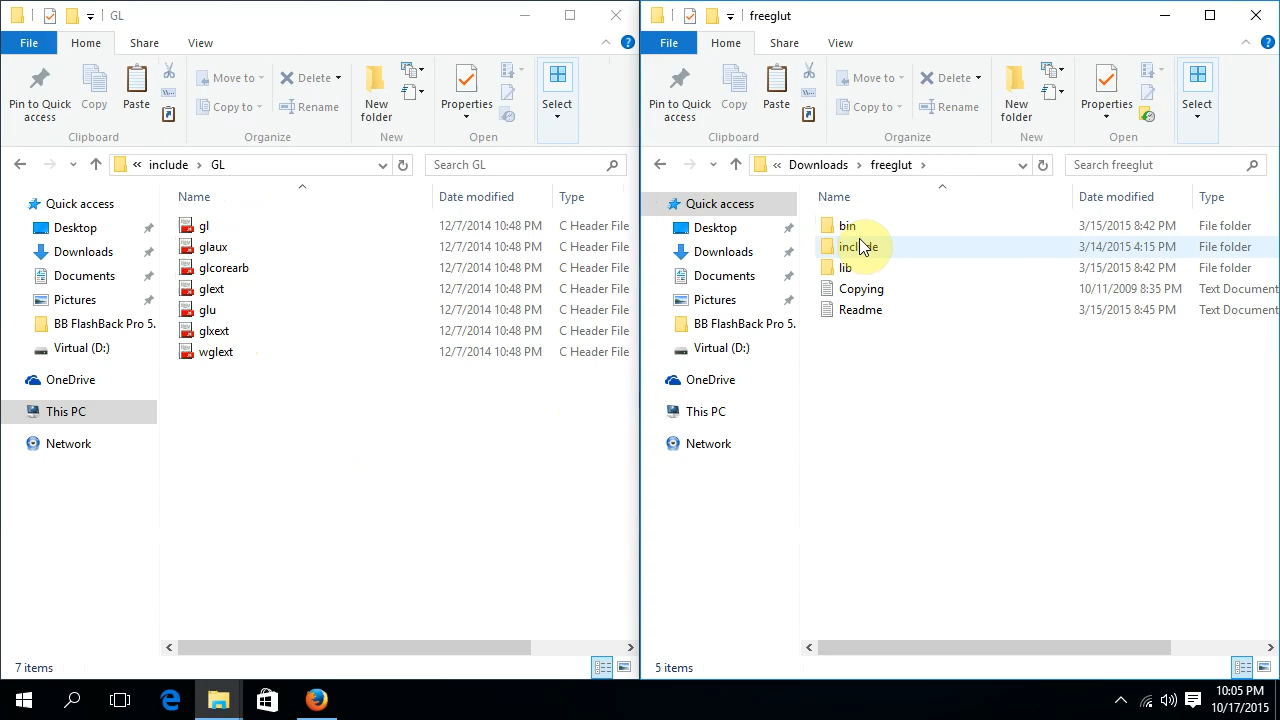 GL
File
Home
Share
View
Pin to Quick
access
Copy
Paste
Clipboard
Move to
Copy to
Delete
Rename
Organize
New
folder
New
Properties
Open
Select
include
GL
Search GL
Quick access
Desktop
Downloads
Documents
Pictures
BB FlashBack Pro 5.
Virtual (D:)
OneDrive
This PC
Network
Name Date modified Type
gl 12/7/2014 10:48 PM C Header File
glaux 12/7/2014 10:48 PM C Header File
glcorearb 12/7/2014 10:48 PM C Header File
glext 12/7/2014 10:48 PM C Header File
glu 12/7/2014 10:48 PM C Header File
glxext 12/7/2014 10:48 PM C Header File
wglext 12/7/2014 10:48 PM C Header File
7 items
freeglut
File
Home
Share
View
Pin to Quick
access
Copy
Paste
Clipboard
Move to
Copy to
Delete
Rename
Organize
New
folder
New
Properties
Open
Select
Downloads
freeglut
Search freeglut
Quick access
Desktop
Downloads
Documents
Pictures
BB FlashBack Pro 5.
Virtual (D:)
OneDrive
This PC
Network
Name Date modified Type
bin 3/15/2015 8:42 PM File folder
include 3/14/2015 4:15 PM File folder
lib 3/15/2015 8:42 PM File folder
Copying 10/11/2009 8:35 PM Text Document
Readme 3/15/2015 8:45 PM Text Document
5 items
10:05 PM
10/17/2015